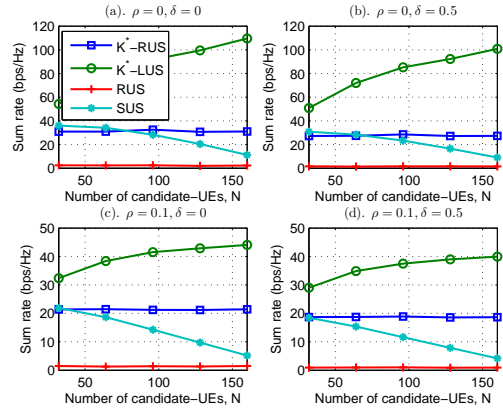 (a). ρ = 0, δ = 0
Sum rate (bps/Hz)
120
100
80
60
40
20
0
K*−RUS
K*−LUS
RUS
SUS
50 100 150
Number of candidate−UEs, N
(b). ρ = 0, δ = 0.5
Sum rate (bps/Hz)
120
100
80
60
40
20
0
50 100 150
Number of candidate−UEs, N
(c). ρ = 0.1, δ = 0
Sum rate (bps/Hz)
50
40
30
20
10
0
50 100 150
Number of candidate−UEs, N
(d). ρ = 0.1, δ = 0.5
Sum rate (bps/Hz)
50
40
30
20
10
0
50 100 150
Number of candidate−UEs, N